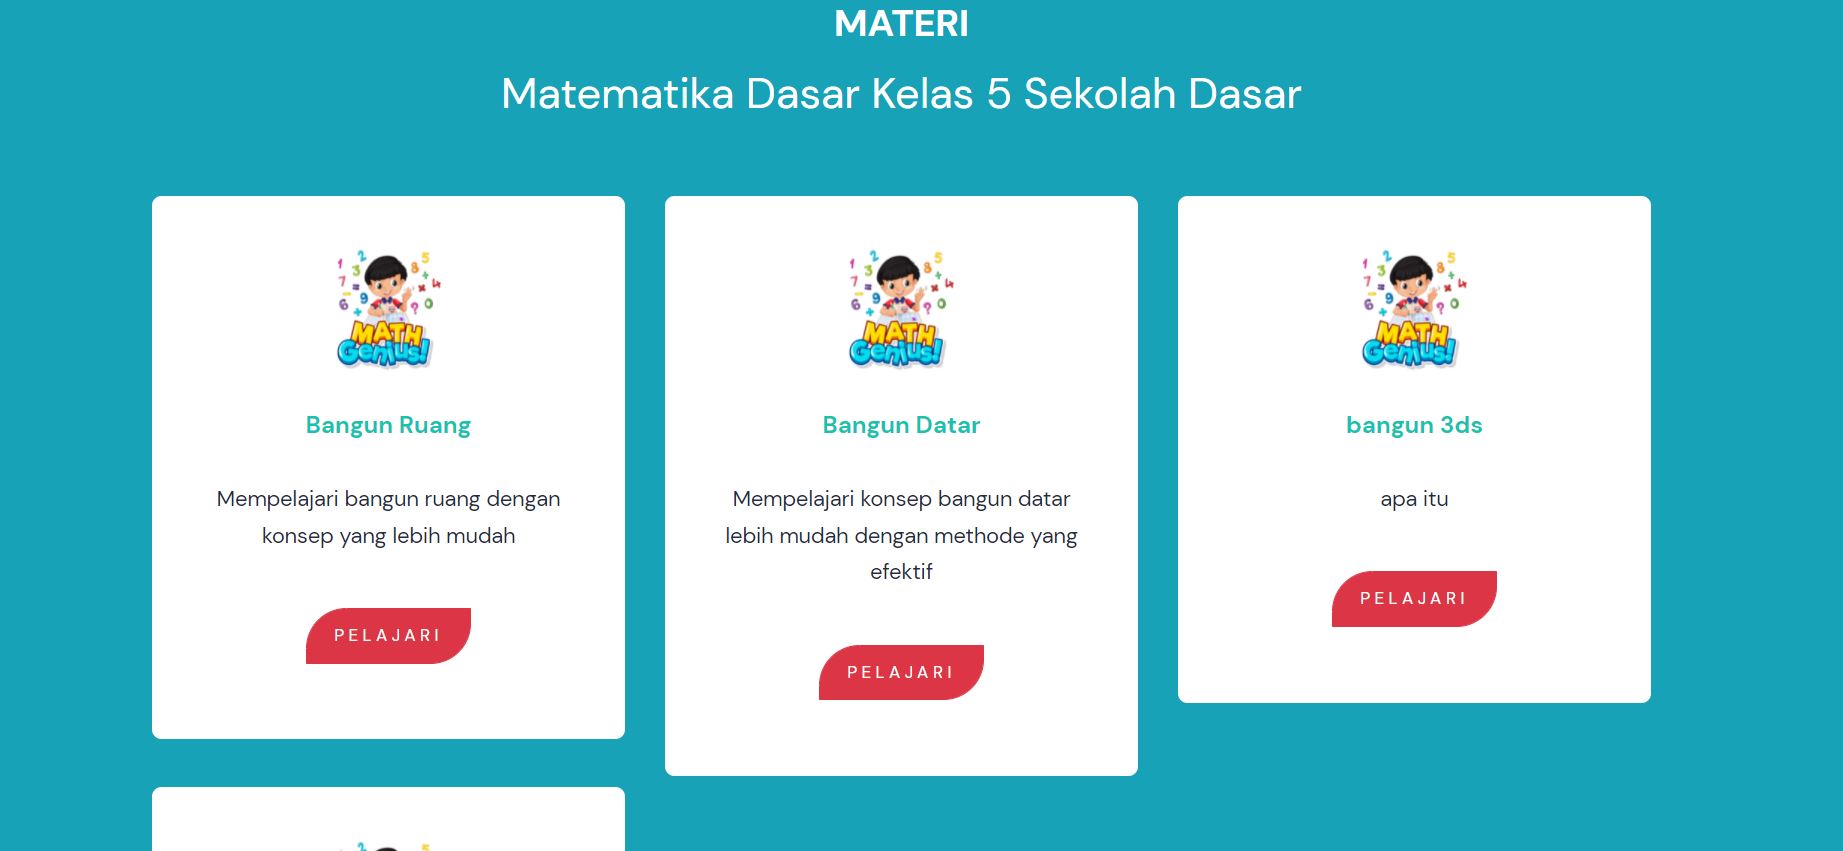 MATERI
Matematika Dasar Kelas 5 Sekolah Dasar
MATH
Genius!
Bangun Ruang
Mempelajari bangun ruang dengan
konsep yang lebih mudah
PELAJARI
MATH
Genius!
Bangun Datar
Mempelajari konsep bangun datar
lebih mudah dengan methode yang
efektif
PELAJARI
MATH
Genius!
bangun 3ds
apa itu
PELAJARI